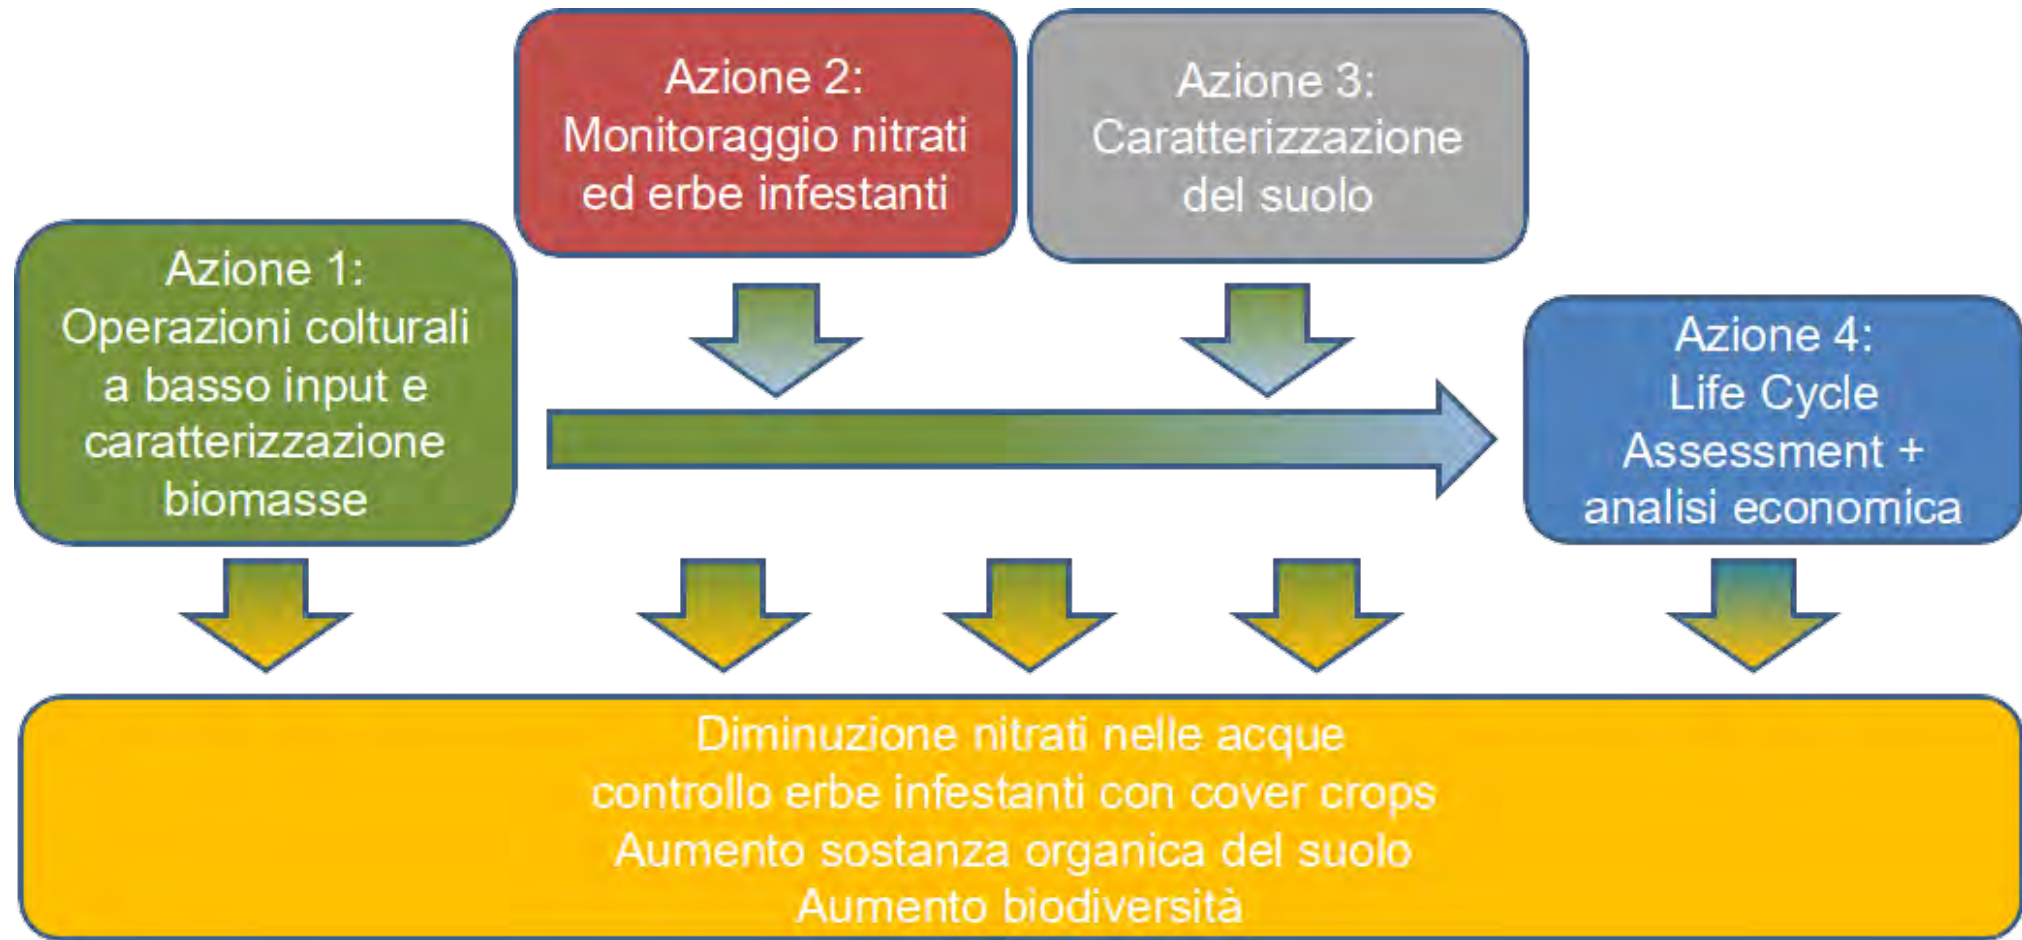 Azione 1:
Operazioni colturali
a basso input e
caratterizzazione
biomasse
Azione 2:
Monitoraggio nitrati
ed erbe infestanti
Azione 3:
Caratterizzazione
del suolo
Azione 4:
Life Cycle
Assessment +
analisi economica
Diminuzione nitrati nelle acque
controllo erbe infestanti con cover crops
Aumento sostanza organica del suolo
Aumento biodiversità